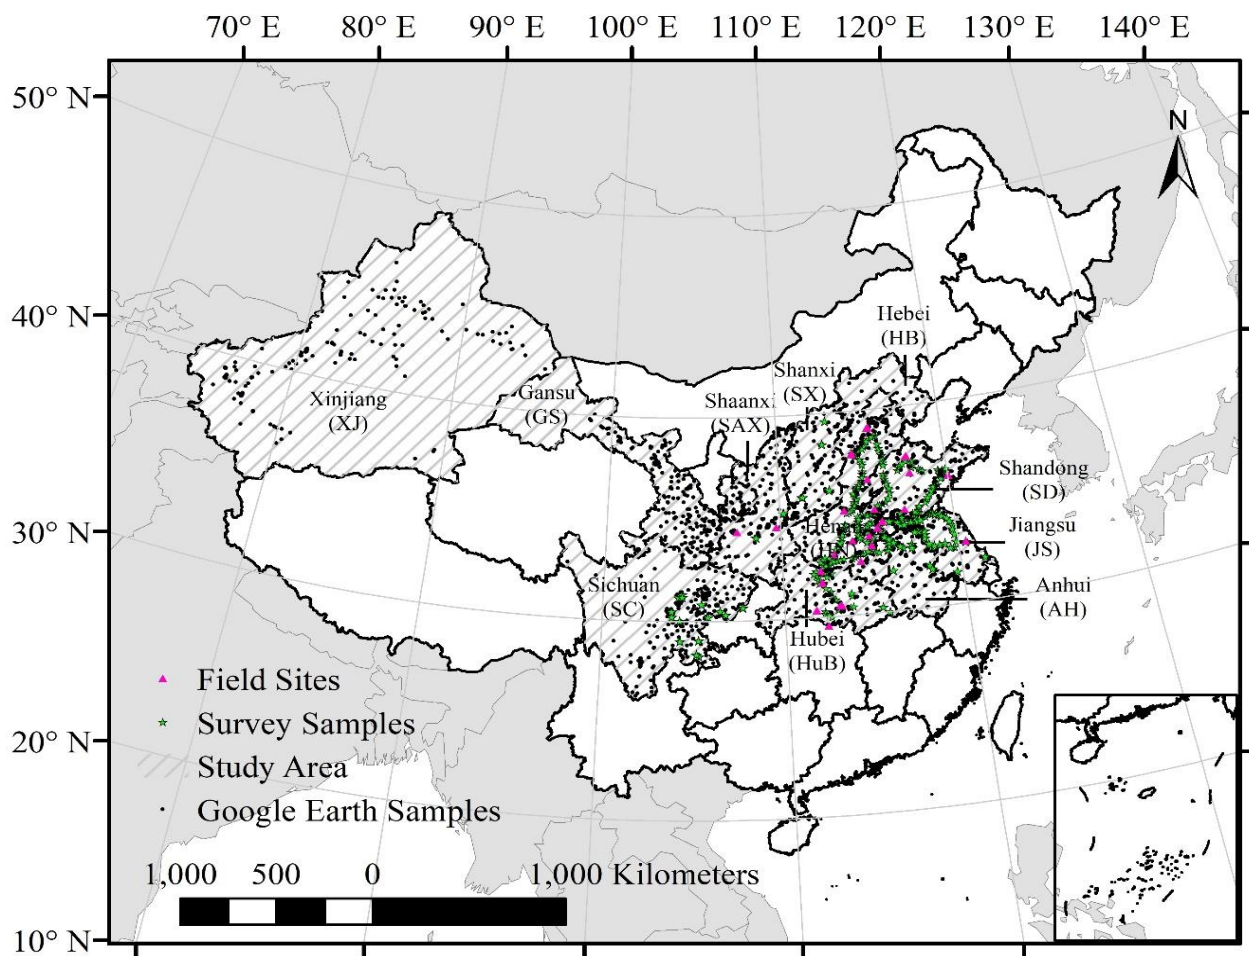 70° E 80° E 90° E 100° E 110° E 120° E 130° E 140° E
50° N
40° N
30° N
20° N
10° N
N
Hebei
(HB)
Shanxi
(SX)
Shaanxi
(SAX)
Gansu
(GS)
Xinjiang
(XJ)
Shandong
(SD)
Jiangsu
(JS)
Henan
(HN)
Sichuan
(SC)
Anhui
(AH)
Hubei
(HuB)
Field Sites
Survey Samples
Study Area
Google Earth Samples
1,000 500 0 1,000 Kilometers